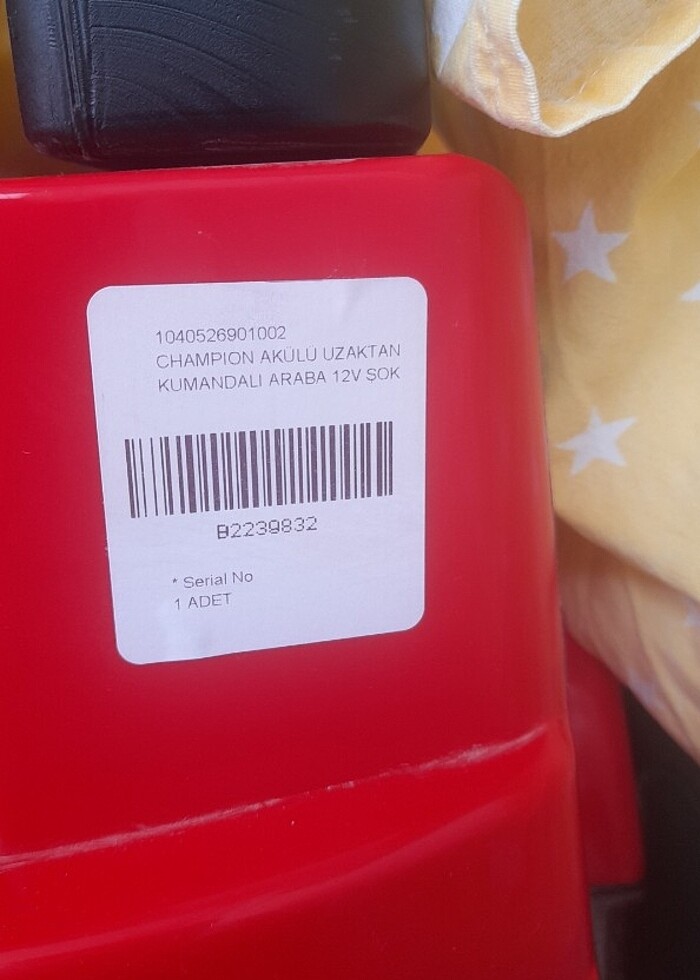 1040526901002
CHAMPION AKÜLÜ UZAKTAN
KUMANDALI ARABA 12V ŞOK
B2239832
* Serial No
1 ADET